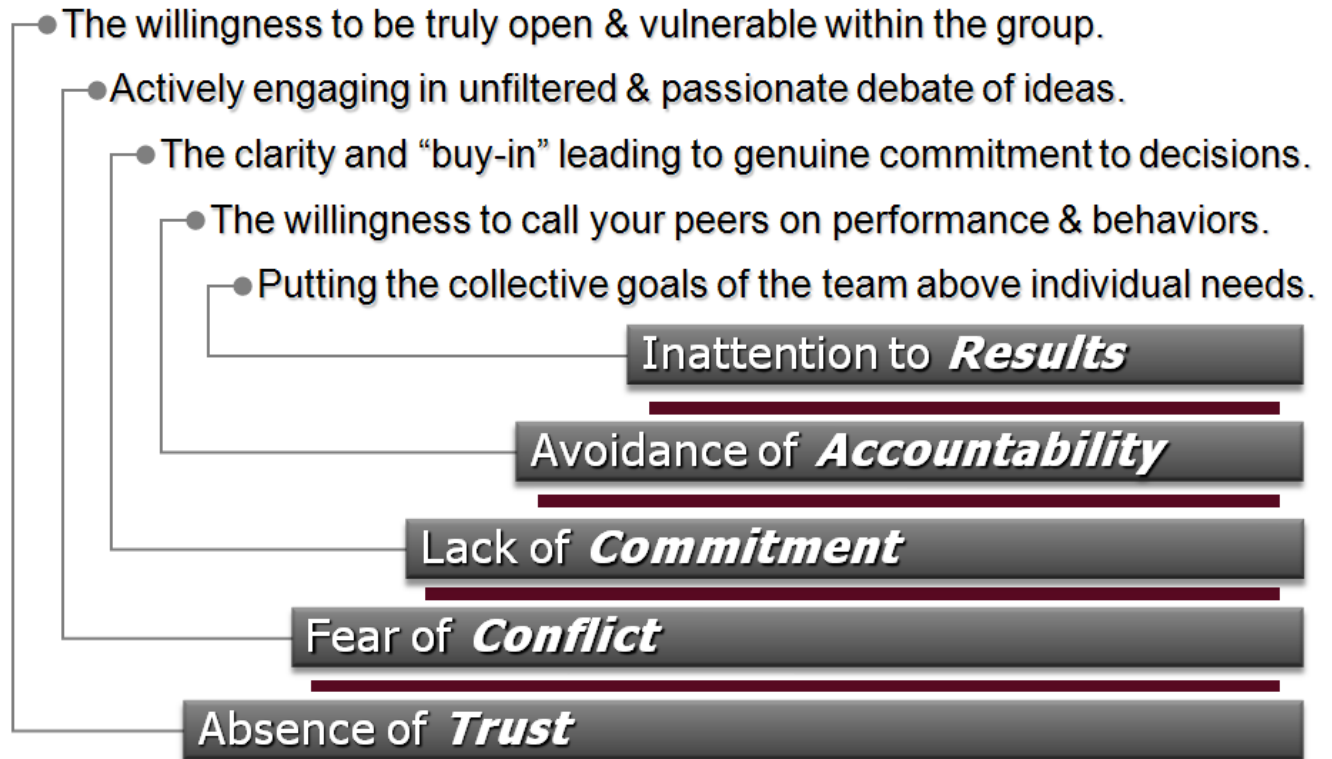 The willingness to be truly open & vulnerable within the group.
Actively engaging in unfiltered & passionate debate of ideas.
The clarity and “buy-in” leading to genuine commitment to decisions.
The willingness to call your peers on performance & behaviors.
Putting the collective goals of the team above individual needs.
Inattention to Results
Avoidance of Accountability
Lack of Commitment
Fear of Conflict
Absence of Trust